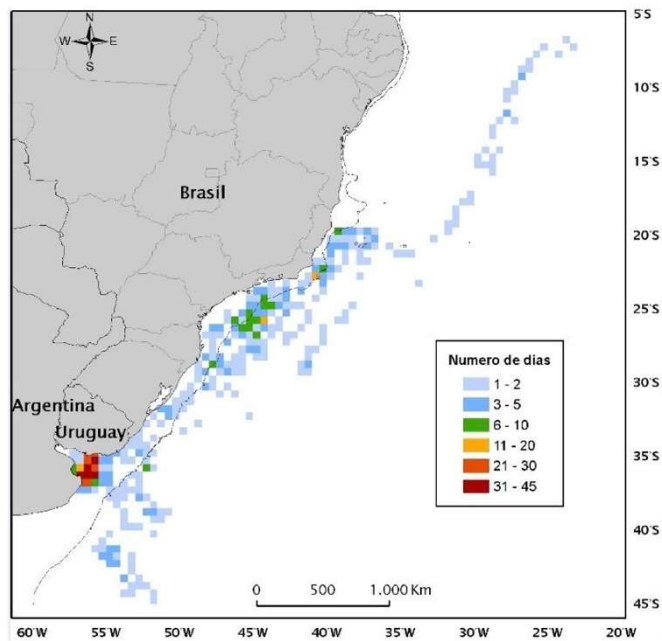 N
W E
S
5°S
10°S
15°S
20°S
25°S
30°S
35°S
40°S
45°S
Brasil
Argentina
Uruguay
Numero de dias
1 - 2
3 - 5
6 - 10
11 - 20
21 - 30
31 - 45
0 500 1.000 Km
60°W 55°W 50°W 45°W 40°W 35°W 30°W 25°W 20°W